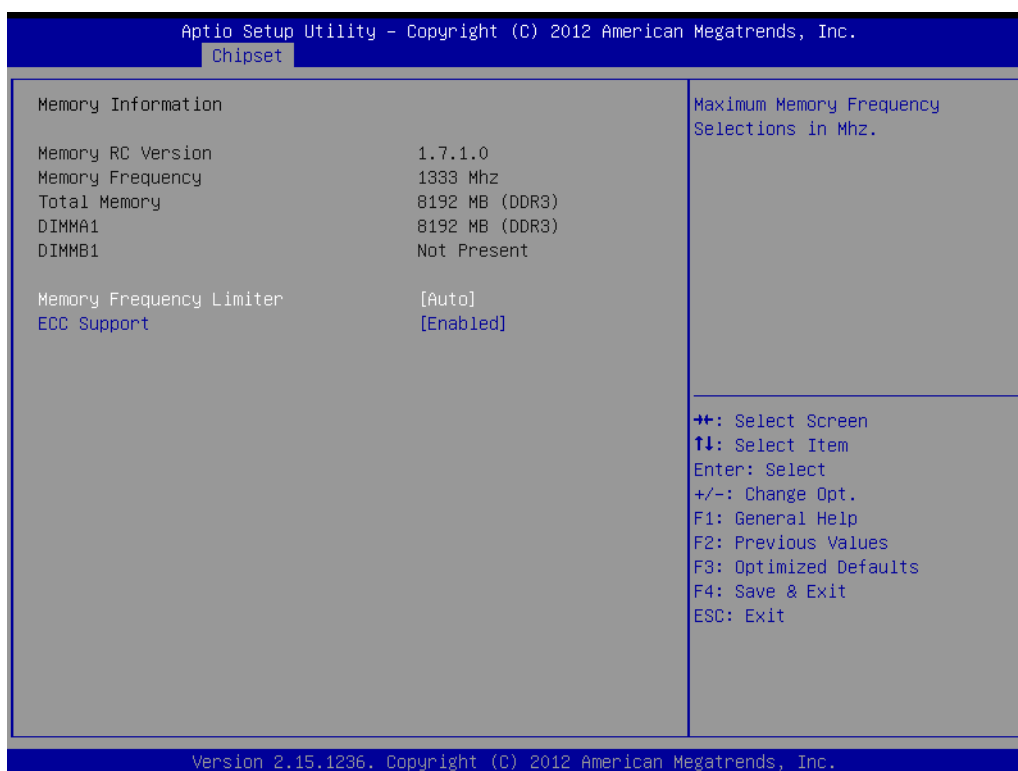 Aptio Setup Utility – Copyright (C) 2012 American Megatrends, Inc.
Chipset
Memory Information
Memory RC Version 1.7.1.0
Memory Frequency 1333 Mhz
Total Memory 8192 MB (DDR3)
DIMMA1 8192 MB (DDR3)
DIMMB1 Not Present
Memory Frequency Limiter [Auto]
ECC Support [Enabled]
Maximum Memory Frequency
Selections in Mhz.
→←: Select Screen
↑↓: Select Item
Enter: Select
+/-: Change Opt.
F1: General Help
F2: Previous Values
F3: Optimized Defaults
F4: Save & Exit
ESC: Exit
Version 2.15.1236. Copyright (C) 2012 American Megatrends, Inc.